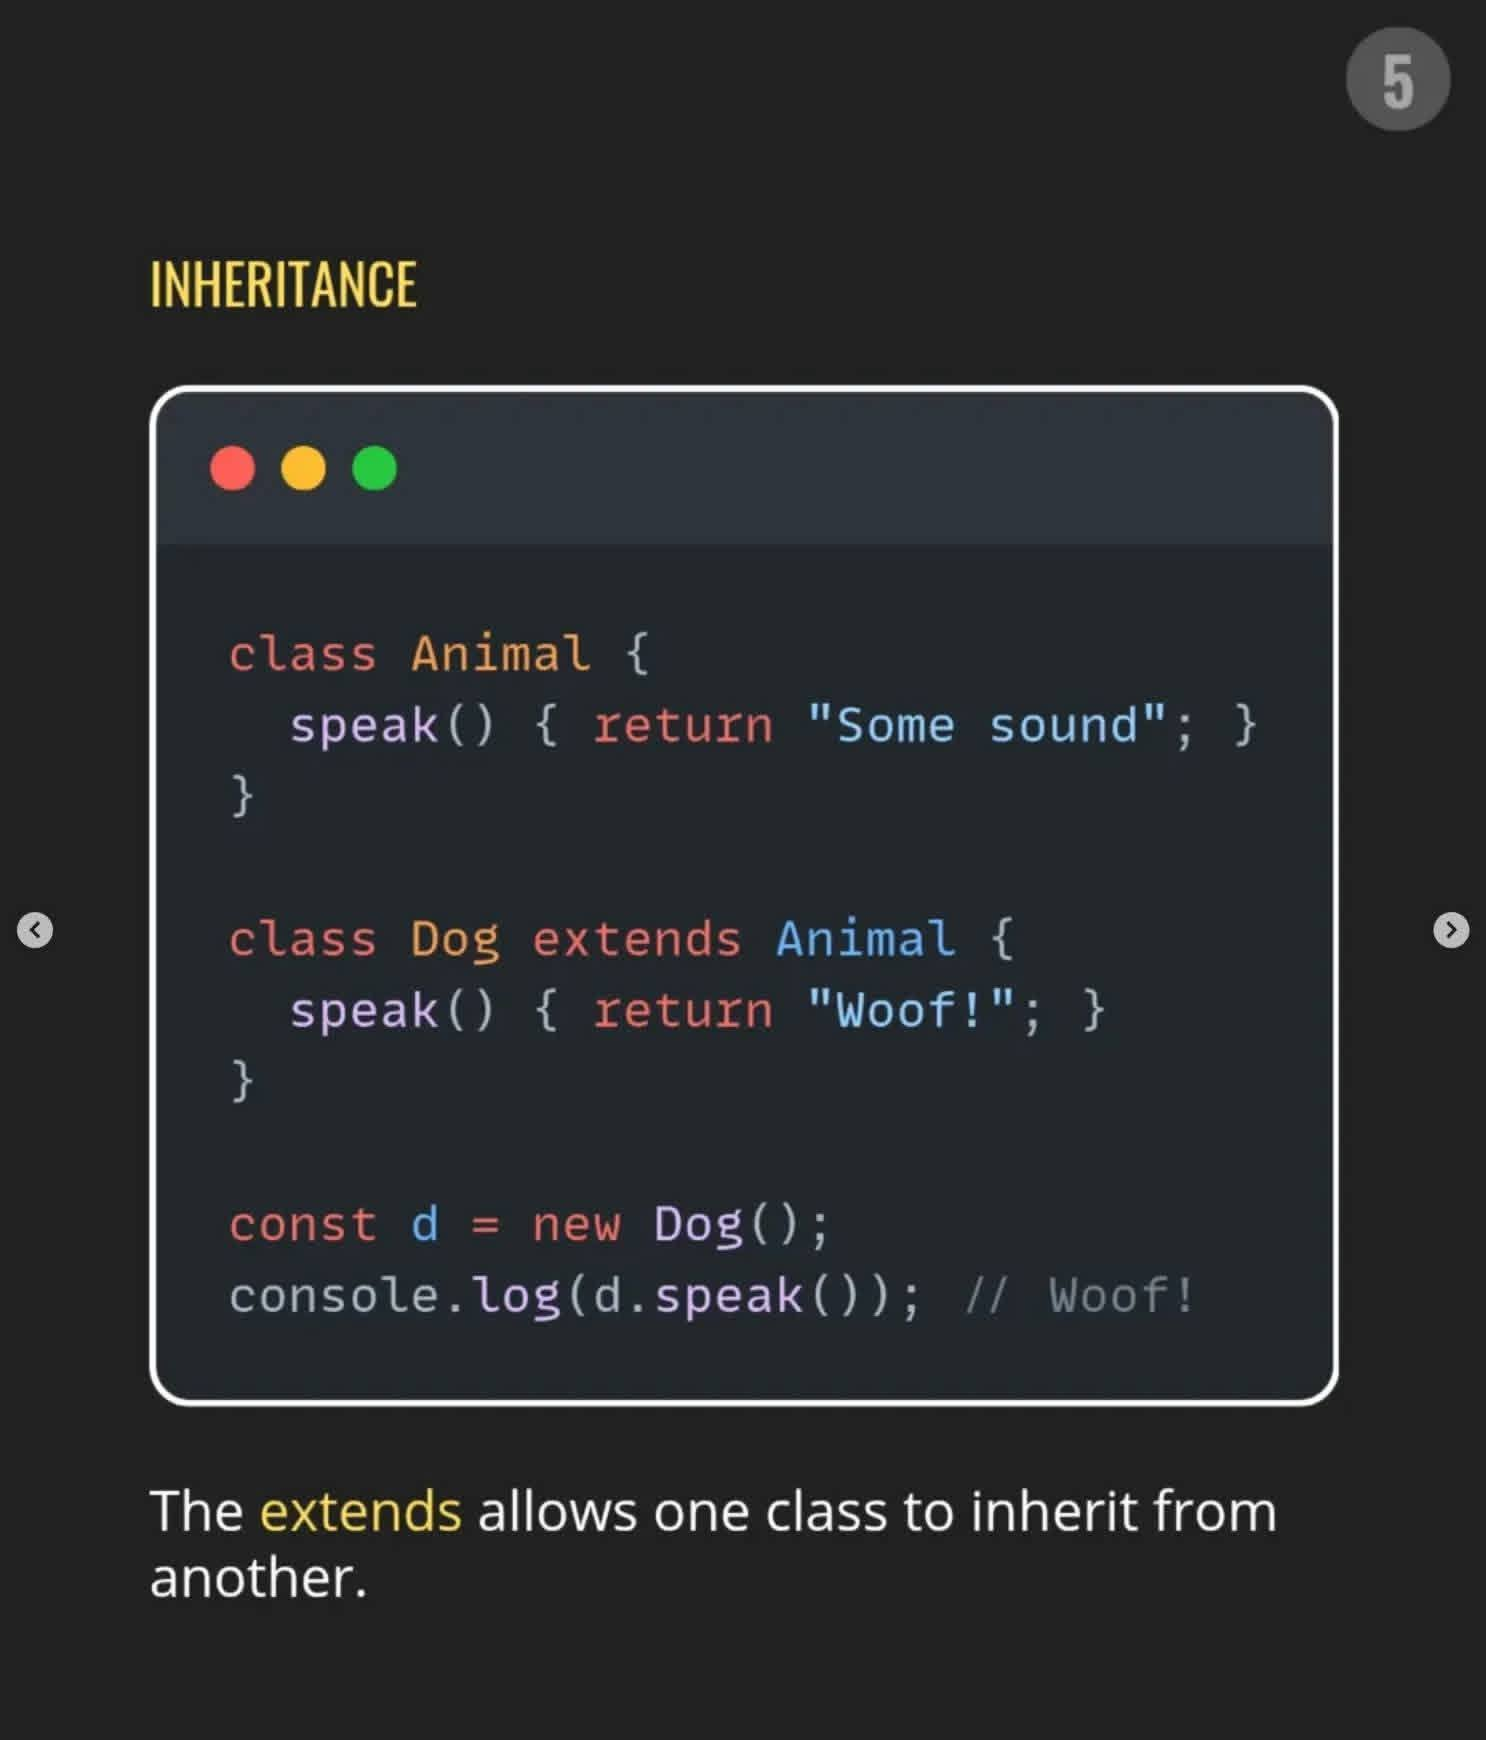 5
INHERITANCE
class Animal {
  speak() { return "Some sound"; }
}
class Dog extends Animal {
  speak() { return "Woof!"; }
}
const d = new Dog();
console.log(d.speak()); // Woof!
The extends allows one class to inherit from
another.